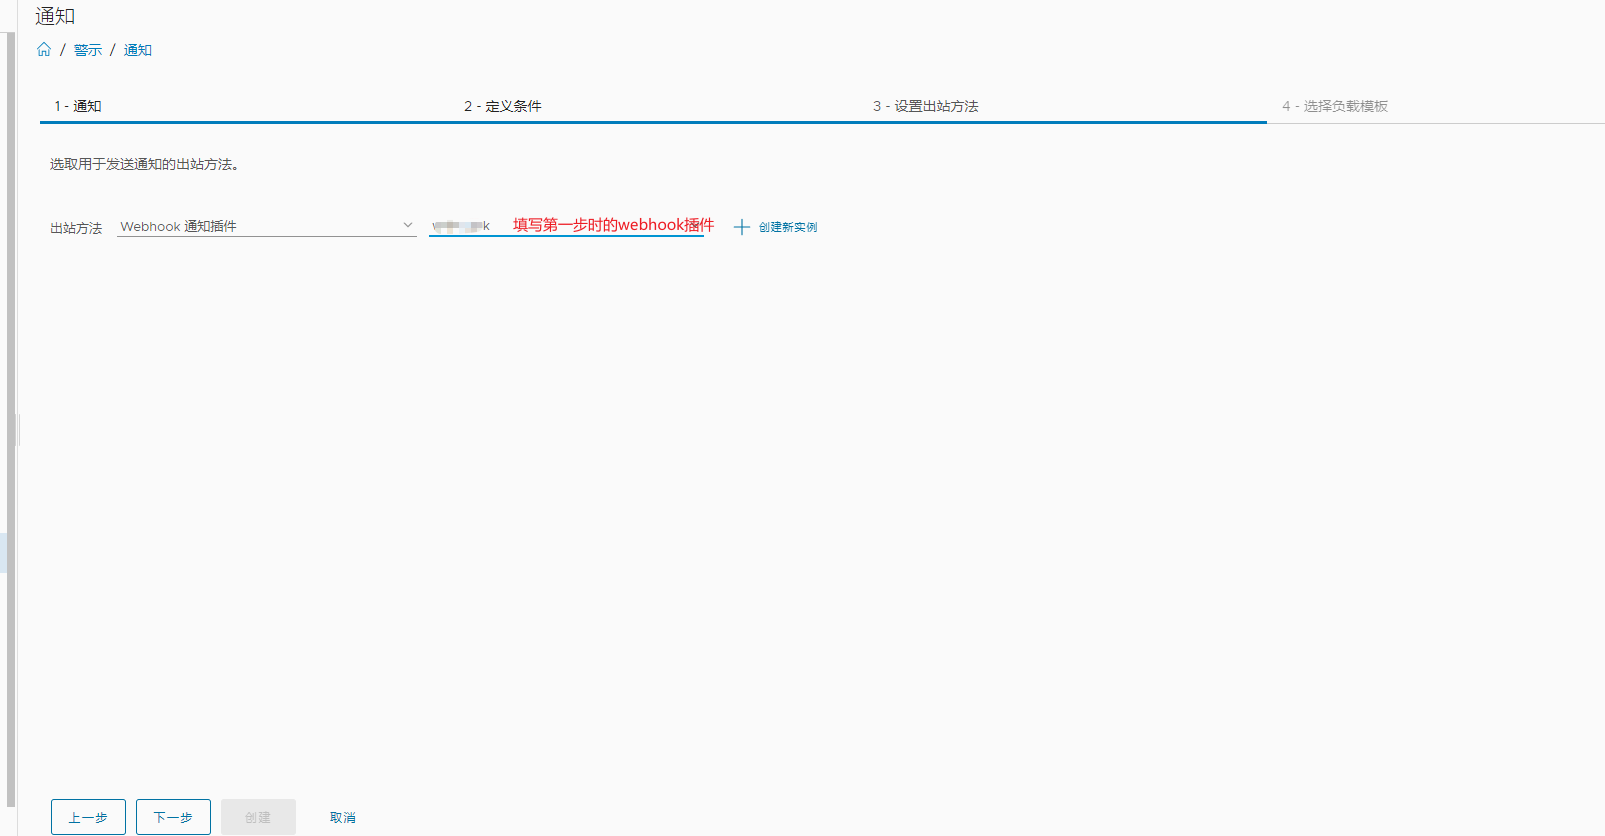 通知
/ 警示 / 通知
1 - 通知 2 - 定义条件 3 - 设置出站方法 4 - 选择负载模板
选取用于发送通知的出站方法。
出站方法 Webhook 通知插件 填写第一步时的webhook插件 创建新实例
上一步 下一步 创建 取消